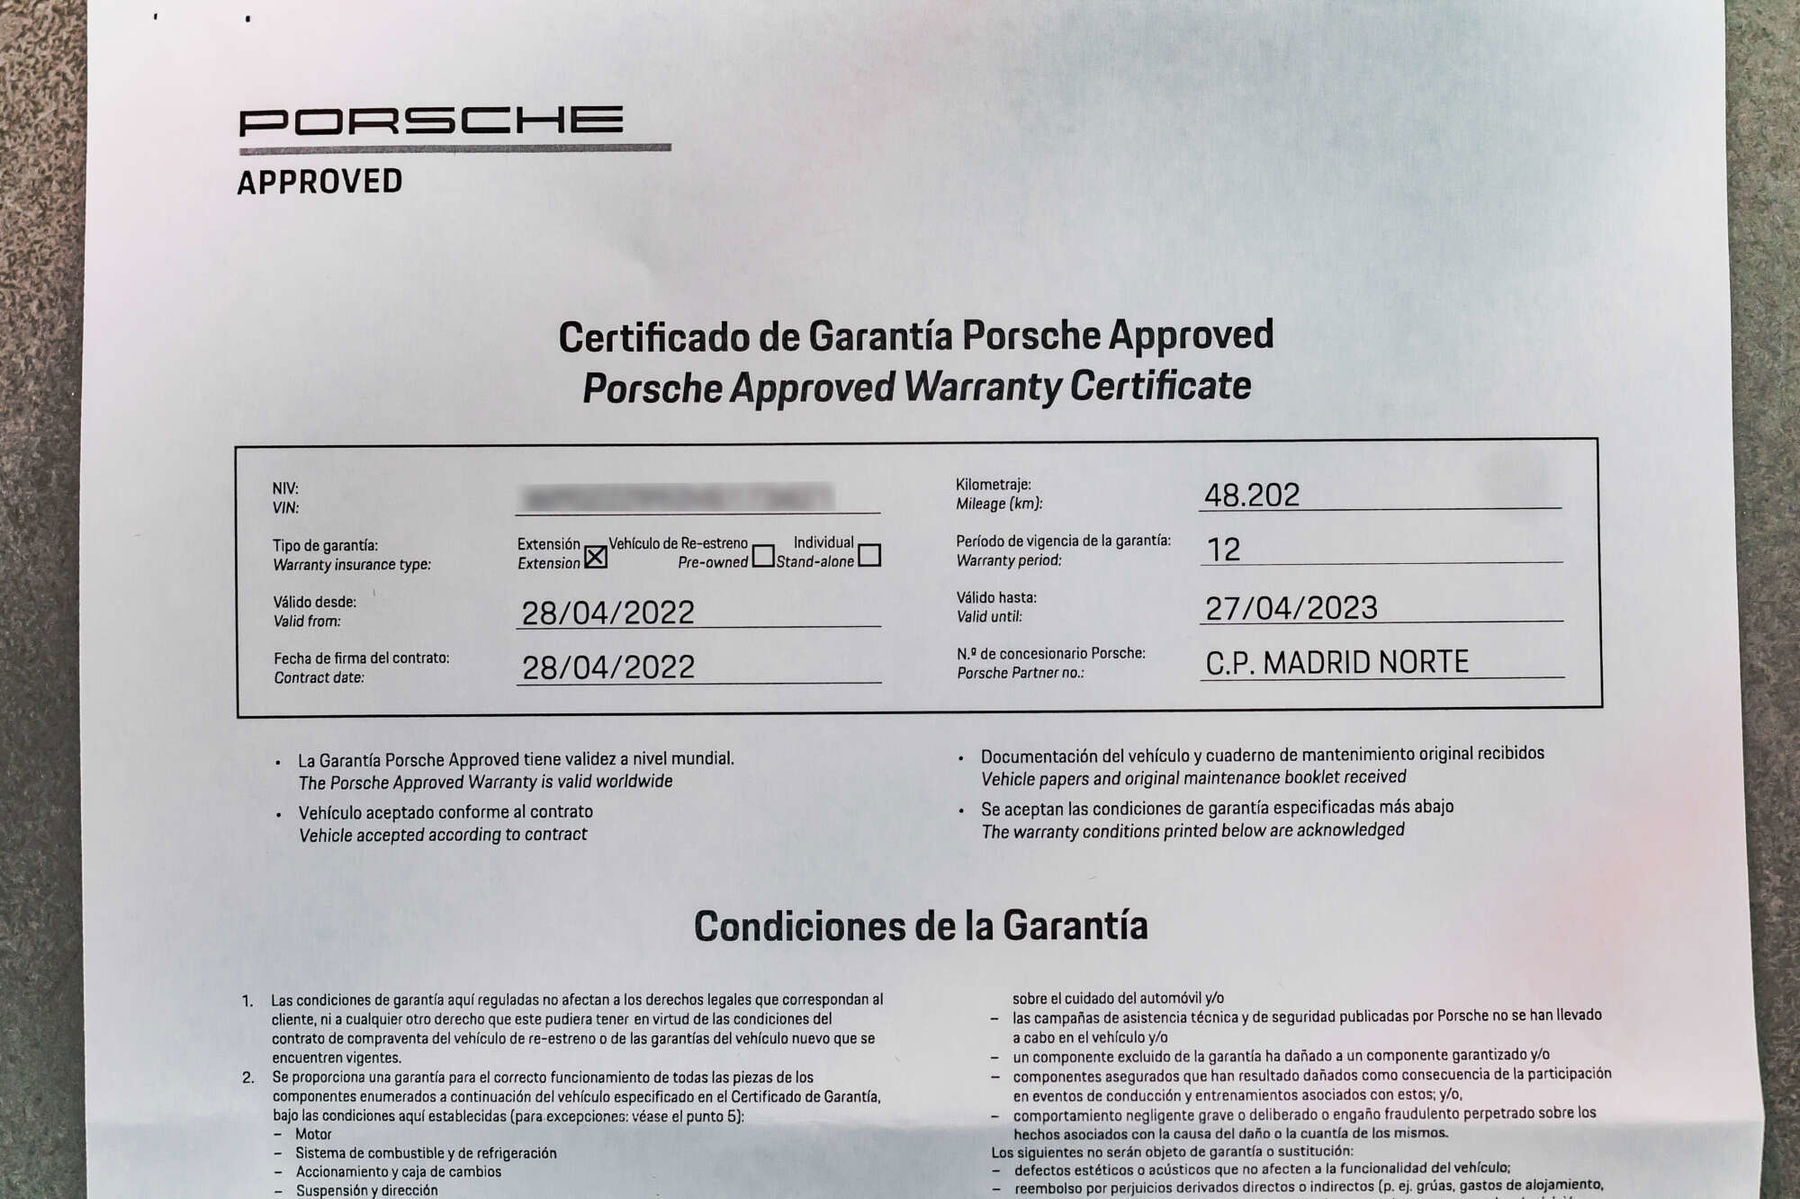 PORSCHE
APPROVED
Certificado de Garantía Porsche Approved
Porsche Approved Warranty Certificate
NIV:
VIN:
Kilometraje:
Mileage (km):
48.202
Tipo de garantía:
Warranty insurance type:
Extensión Vehículo de Re-estreno Individual
Extension Pre-owned Stand-alone
Período de vigencia de la garantía:
Warranty period:
12
Válido desde:
Valid from:
28/04/2022
Válido hasta:
Valid until:
27/04/2023
Fecha de firma del contrato:
Contract date:
28/04/2022
N.º de concesionario Porsche:
Porsche Partner no.:
C.P. MADRID NORTE
• La Garantía Porsche Approved tiene validez a nivel mundial.
The Porsche Approved Warranty is valid worldwide
• Vehículo aceptado conforme al contrato
Vehicle accepted according to contract
• Documentación del vehículo y cuaderno de mantenimiento original recibidos
Vehicle papers and original maintenance booklet received
• Se aceptan las condiciones de garantía especificadas más abajo
The warranty conditions printed below are acknowledged
Condiciones de la Garantía
1. Las condiciones de garantía aquí reguladas no afectan a los derechos legales que correspondan al
cliente, ni a cualquier otro derecho que este pudiera tener en virtud de las condiciones del
contrato de compraventa del vehículo de re-estreno o de las garantías del vehículo nuevo que se
encuentren vigentes.
2. Se proporciona una garantía para el correcto funcionamiento de todas las piezas de los
componentes enumerados a continuación del vehículo especificado en el Certificado de Garantía,
bajo las condiciones aquí establecidas (para excepciones: véase el punto 5):
– Motor
– Sistema de combustible y de refrigeración
– Accionamiento y caja de cambios
– Suspensión y dirección
sobre el cuidado del automóvil y/o
– las campañas de asistencia técnica y de seguridad publicadas por Porsche no se han llevado
a cabo en el vehículo y/o
– un componente excluido de la garantía ha dañado a un componente garantizado y/o
– componentes asegurados que han resultado dañados como consecuencia de la participación
en eventos de conducción y entrenamientos asociados con estos; y/o,
– comportamiento negligente grave o deliberado o engaño fraudulento perpetrado sobre los
hechos asociados con la causa del daño o la cuantía de los mismos.
Los siguientes no serán objeto de garantía o sustitución:
– defectos estéticos o acústicos que no afecten a la funcionalidad del vehículo;
– reembolso por perjuicios derivados directos o indirectos (p. ej. grúas, gastos de alojamiento,